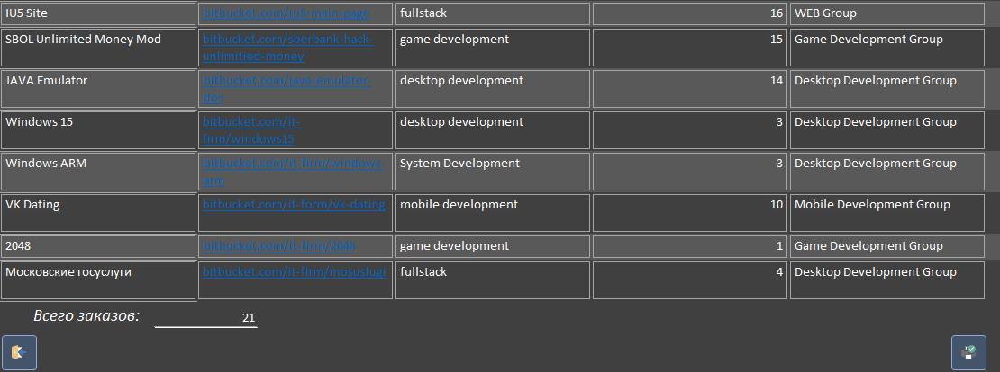 IU5 Site bitbucket.com/iu5-main-page fullstack 16 WEB Group
SBOL Unlimited Money Mod bitbucket.com/sberbank-hack- game development 15 Game Development Group
unlimitied-money
JAVA Emulator bitbucket.com/java-emulator- desktop development 14 Desktop Development Group
dos
Windows 15 bitbucket.com/it- desktop development 3 Desktop Development Group
firm/windows15
Windows ARM bitbucket.com/it-firm/windows- System Development 3 Desktop Development Group
arm
VK Dating bitbucket.com/it-form/vk-dating mobile development 10 Mobile Development Group
2048 bitbucket.com/it-firm/2048 game development 1 Game Development Group
Московские госуслуги bitbucket.com/it-firm/mosuslugi fullstack 4 Desktop Development Group
Всего заказов: 21